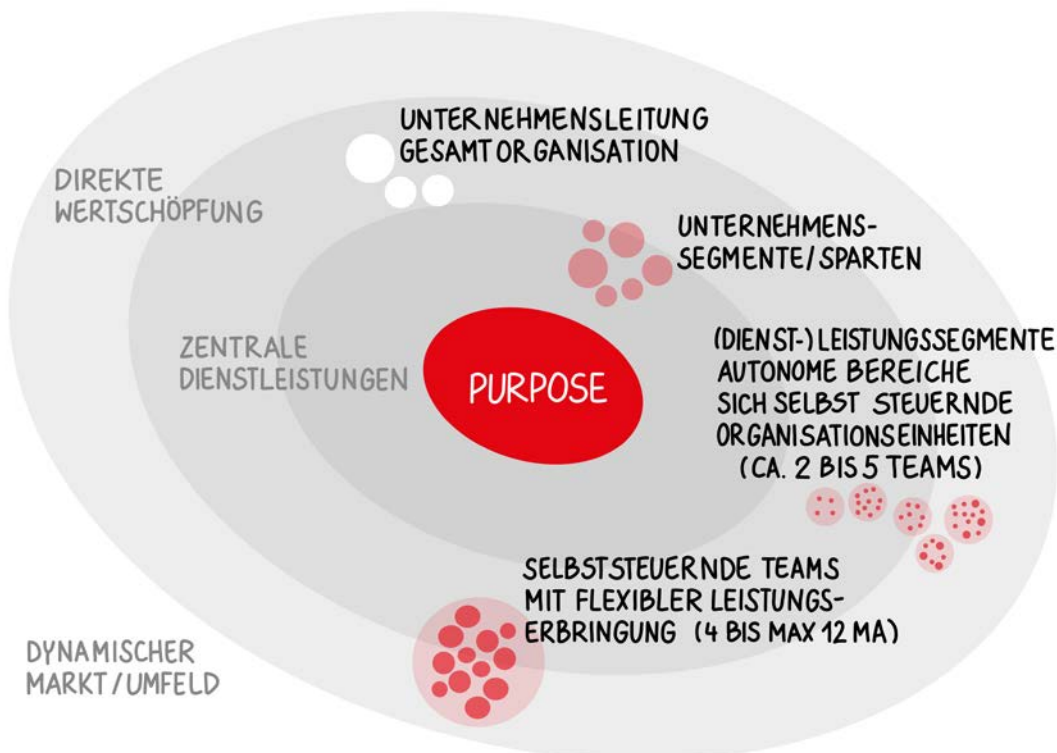 UNTERNEHMENSLEITUNG
GESAMTORGANISATION
DIREKTE
WERTSCHÖPFUNG
UNTERNEHMENS-
SEGMENTE/SPARTEN
ZENTRALE
DIENSTLEISTUNGEN
PURPOSE
(DIENST-) LEISTUNGSSEGMENTE
AUTONOME BEREICHE
SICH SELBST STEUERNDE
ORGANISATIONSEINHEITEN
(CA. 2 BIS 5 TEAMS)
SELBSTSTEUERNDE TEAMS
MIT FLEXIBLER LEISTUNGS-
ERBRINGUNG (4 BIS MAX 12 MA)
DYNAMISCHER
MARKT/UMFELD